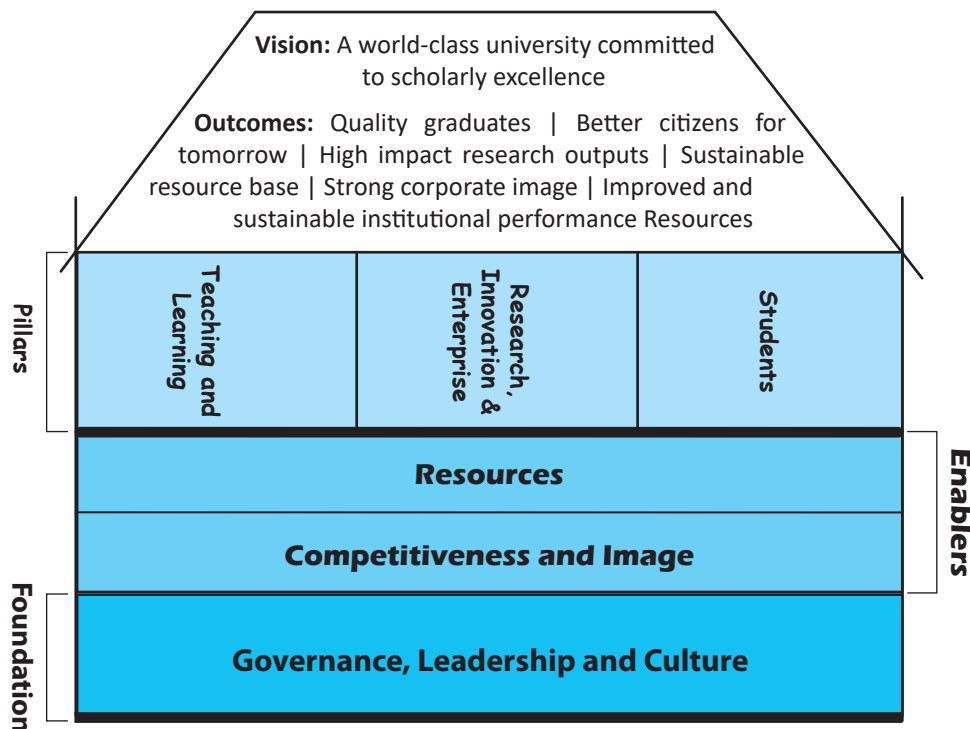 Vision: A world-class university committed
to scholarly excellence
Outcomes: Quality graduates | Better citizens for
tomorrow | High impact research outputs | Sustainable
resource base | Strong corporate image | Improved and
sustainable institutional performance Resources
Pillars
Teaching and
Learning
Research,
Innovation &
Enterprise
Students
Resources
Competitiveness and Image
Enablers
Foundation
Governance, Leadership and Culture